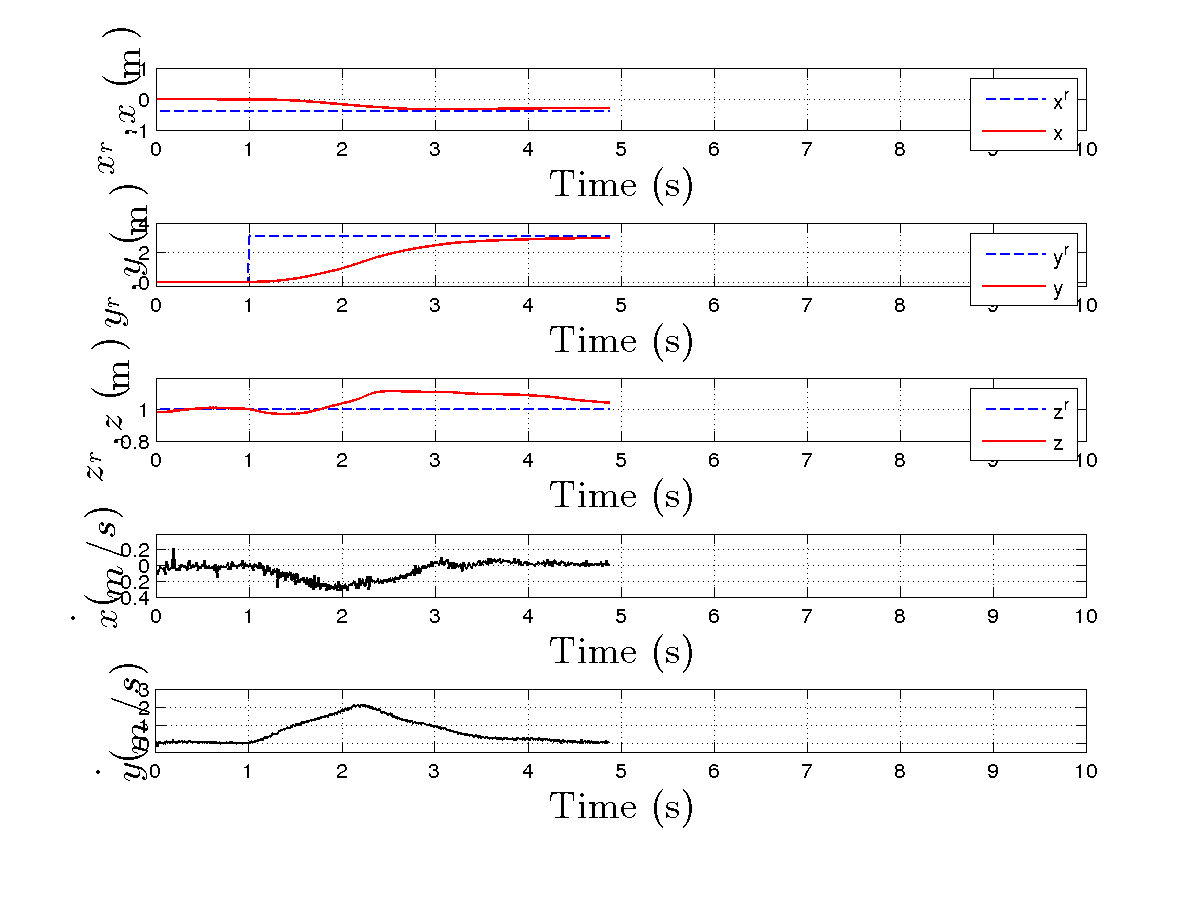 x^r, x (m)
1
0
-1
0 1 2 3 4 5 6 7 8 9 10
x^r
x
Time (s)
y^r, y (m)
4
2
0
0 1 2 3 4 5 6 7 8 9 10
y^r
y
Time (s)
z^r, z (m)
1
0.8
0 1 2 3 4 5 6 7 8 9 10
z^r
z
Time (s)
ẋ(m/s)
0.2
0
0.2
0.4
0 1 2 3 4 5 6 7 8 9 10
Time (s)
ẏ(m/s)
3
2
1
0
0 1 2 3 4 5 6 7 8 9 10
Time (s)